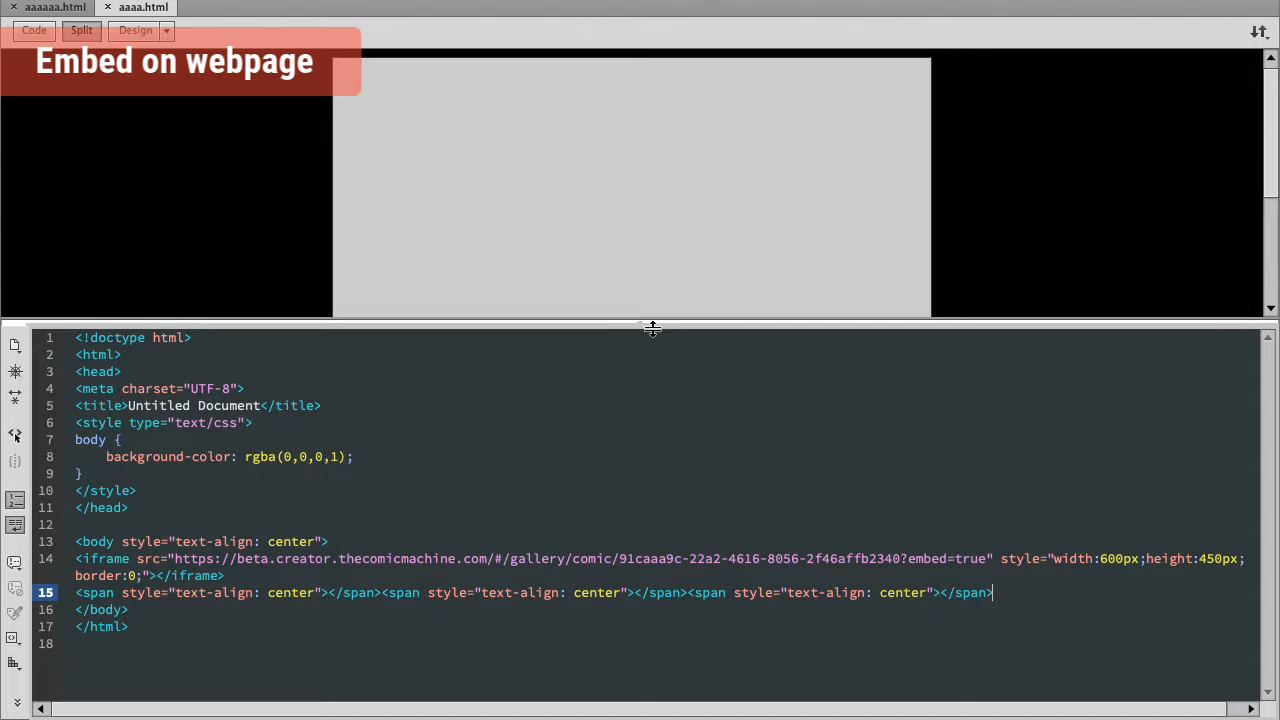 aaaaaa.html aaaa.html
Code Split Design
Embed on webpage
1 <!doctype html>
2 <html>
3 <head>
4 <meta charset="UTF-8">
5 <title>Untitled Document</title>
6 <style type="text/css">
7 body {
8 background-color: rgba(0,0,0,1);
9 }
10 </style>
11 </head>
12
13 <body style="text-align: center">
14 <iframe src="https://beta.creator.thecomicmachine.com/#/gallery/comic/91caaa9c-22a2-4616-8056-2f46affb2340?embed=true" style="width:600px;height:450px;
border:0;"></iframe>
15 <span style="text-align: center"></span><span style="text-align: center"></span><span style="text-align: center"></span>
16 </body>
17 </html>
18